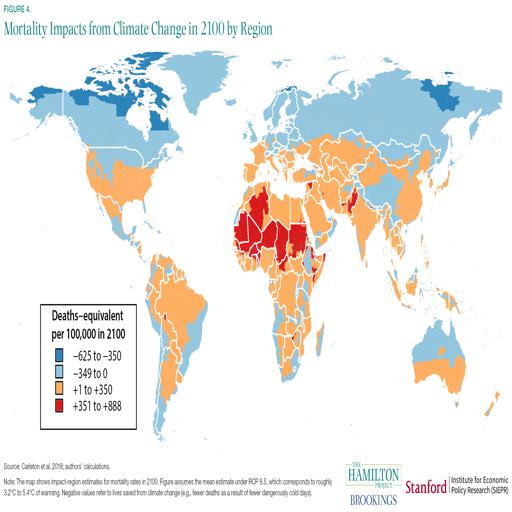 FIGURE 4.
Mortality Impacts from Climate Change in 2100 by Region
Deaths–equivalent
per 100,000 in 2100
−625 to −350
−349 to 0
+1 to +350
+351 to +888
Source: Carleton et al. 2018; authors' calculations.
Note: The map shows impact-region estimates for mortality rates in 2100. Figure assumes the mean estimate under RCP 8.5, which corresponds to roughly
3.2°C to 5.4°C of warming. Negative values refer to lives saved from climate change (e.g., fewer deaths as a result of fewer dangerously cold days).
THE
HAMILTON
PROJECT
BROOKINGS
Stanford
Institute for Economic
Policy Research (SIEPR)